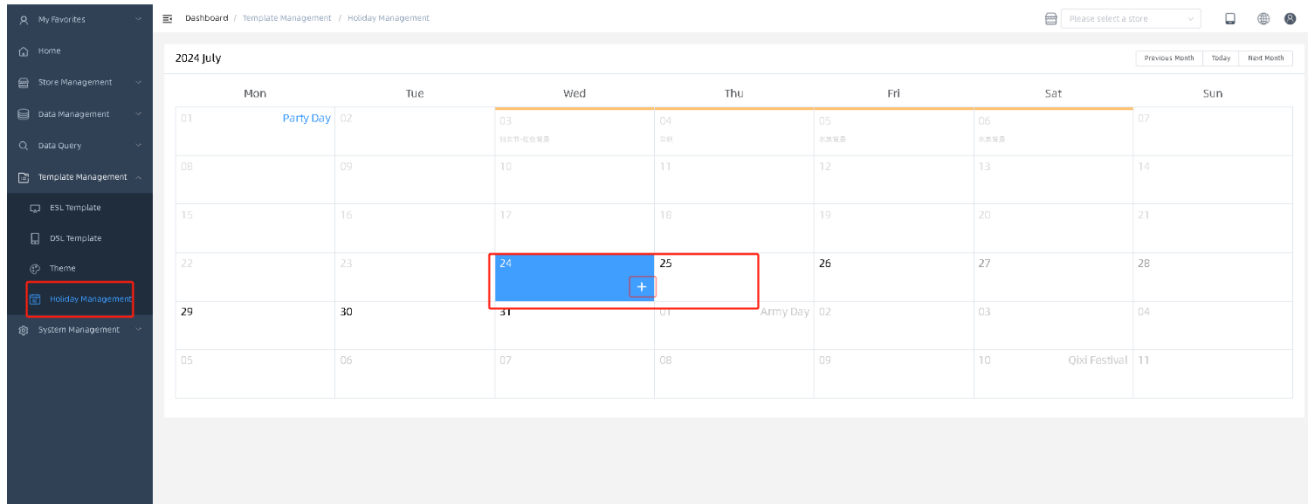 My Favorites
Dashboard / Template Management / Holiday Management
Please select a store
Home
Store Management
Data Management
Data Query
Template Management
ESL Template
DSL Template
Theme
Holiday Management
System Management
2024 July
Previous Month Today Next Month
Mon Tue Wed Thu Fri Sat Sun
01 Party Day 02 03 04 05 06 07
08 09 10 11 12 13 14
15 16 17 18 19 20 21
22 23 24 25 26 27 28
+
29 30 31 01 Army Day 02 03 04
05 06 07 08 09 10 Qixi Festival 11